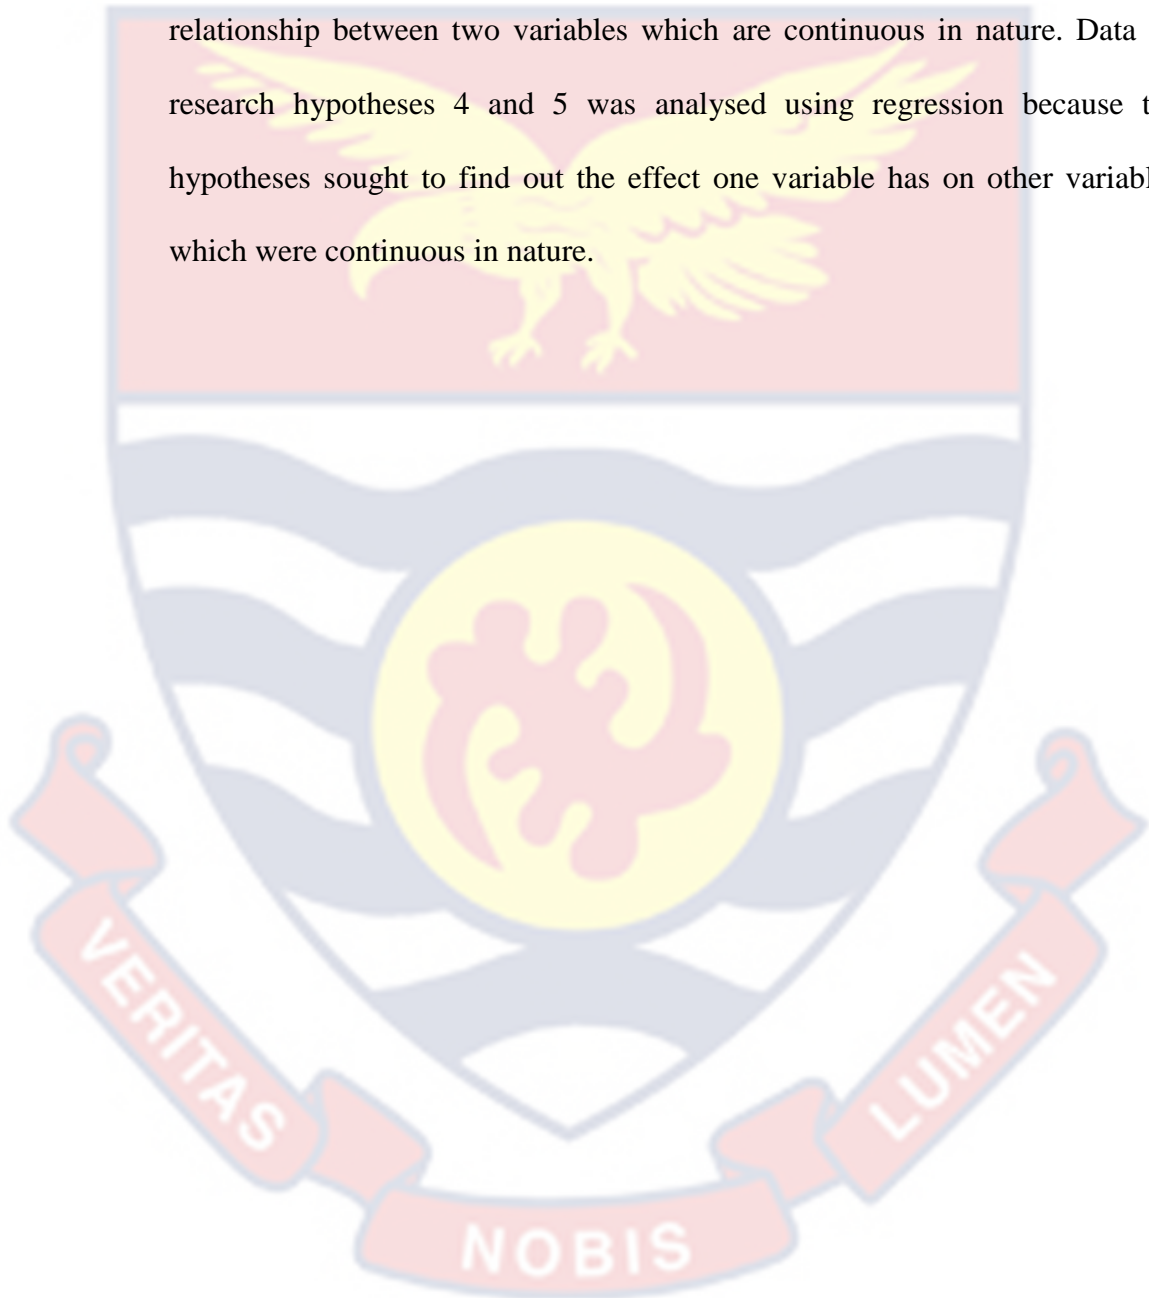 relationship between two variables which are continuous in nature. Data
research hypotheses 4 and 5 was analysed using regression because
hypotheses sought to find out the effect one variable has on other
which were continuous in nature.
VERITAS
NOBIS
LUMEN